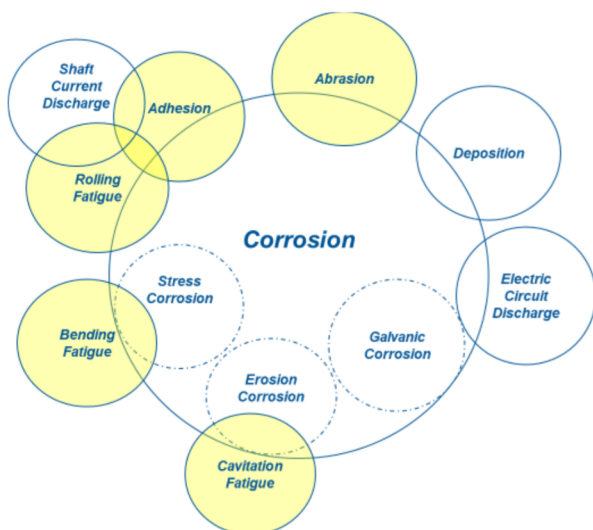 Shaft
Current
Discharge
Adhesion
Abrasion
Deposition
Rolling
Fatigue
Corrosion
Stress
Corrosion
Electric
Circuit
Discharge
Bending
Fatigue
Galvanic
Corrosion
Erosion
Corrosion
Cavitation
Fatigue